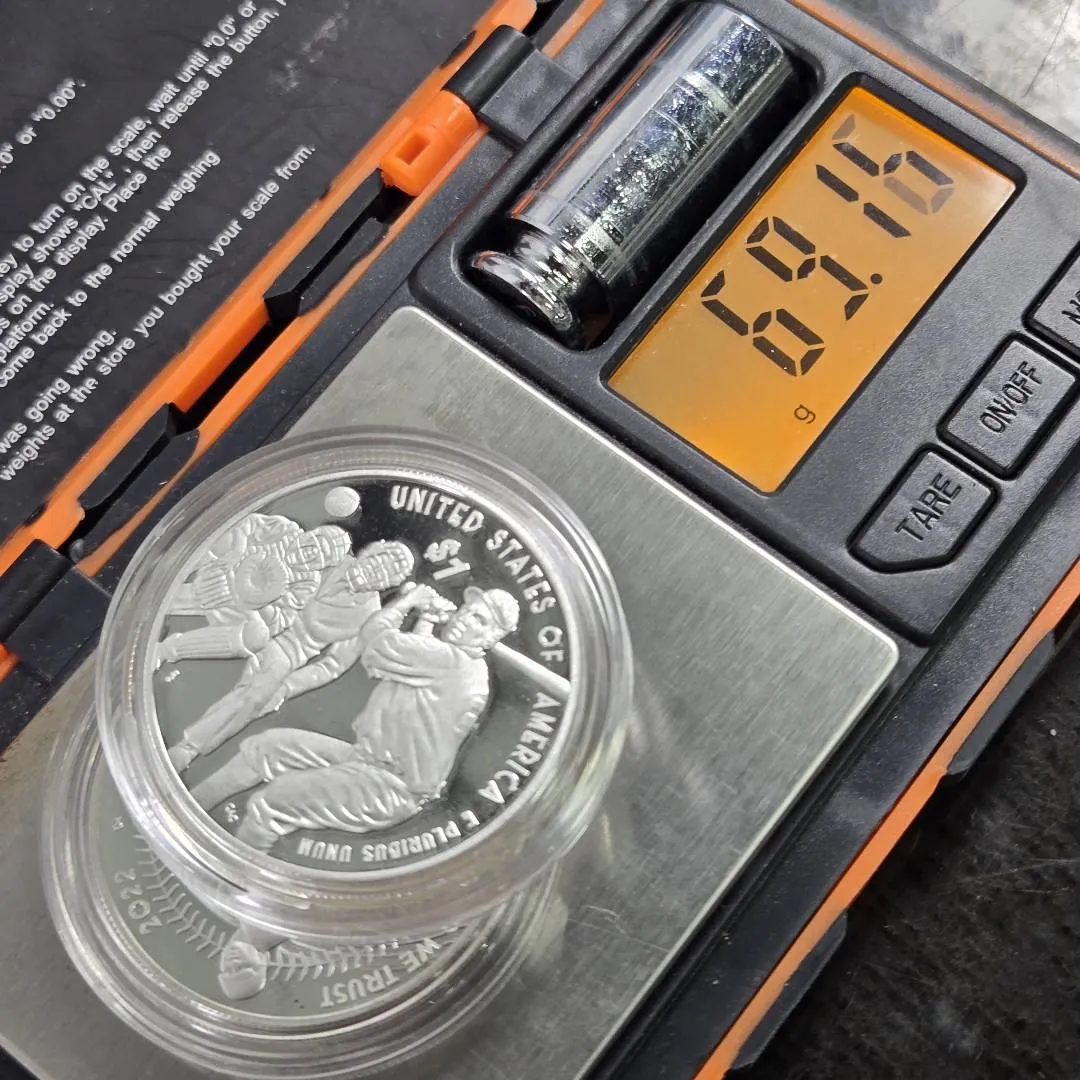 "0.0" or
.0" or "0.00".
ey to turn on the scale, wait until
isplay shows "CAL", then release the button,
s on the display. Place the
platform.
come back to the normal weighing
was going wrong.
weights at the store you bought your scale from.
69.16
g
ON/OFF
TARE
UNITED STATES OF AMERICA
$1
E PLURIBUS UNUM
2022
WE TRUST